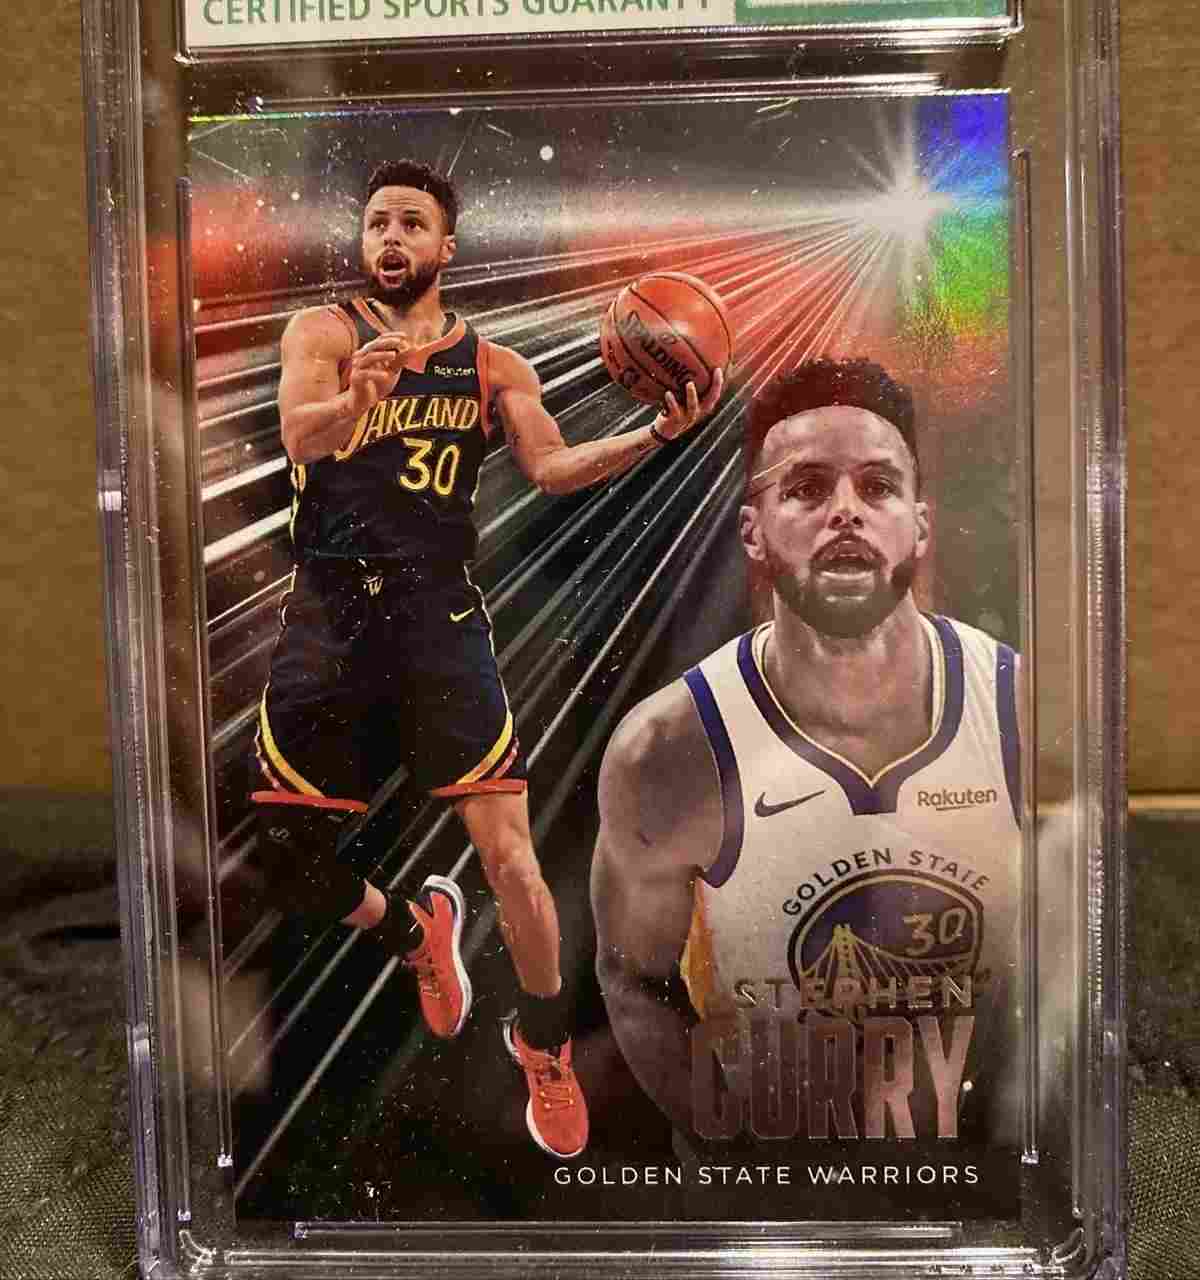 CERTIFIED SPORTS GUARANTY
SPALDING
Rakuten
OAKLAND
30
Rakuten
GOLDEN STATE
30
STEPHEN
CURRY
GOLDEN STATE WARRIORS